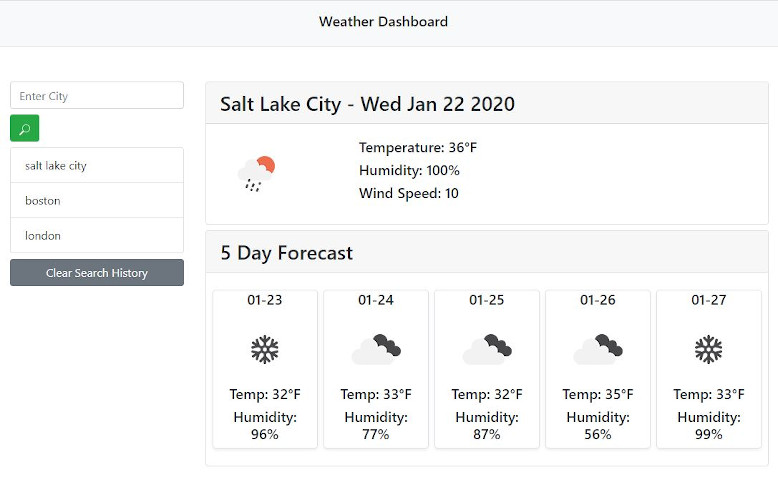 Weather Dashboard
Enter City
salt lake city
boston
london
Clear Search History
Salt Lake City - Wed Jan 22 2020
Temperature: 36°F
Humidity: 100%
Wind Speed: 10
5 Day Forecast
01-23
Temp: 32°F
Humidity:
96%
01-24
Temp: 33°F
Humidity:
77%
01-25
Temp: 32°F
Humidity:
87%
01-26
Temp: 35°F
Humidity:
56%
01-27
Temp: 33°F
Humidity:
99%